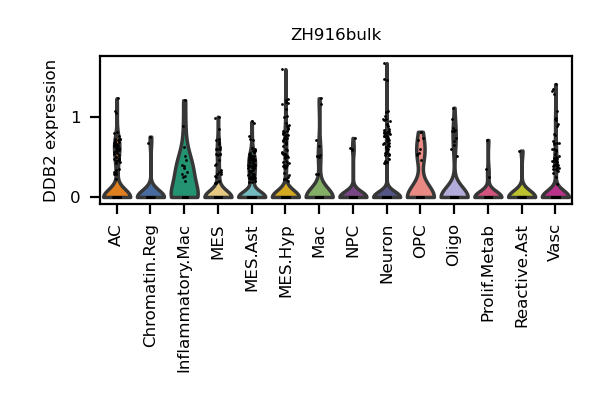 ZH916bulk
DDB2 expression
1
0
AC
Chromatin.Reg
Inflammatory.Mac
MES
MES.Ast
MES.Hyp
Mac
NPC
Neuron
OPC
Oligo
Prolif.Metab
Reactive.Ast
Vasc